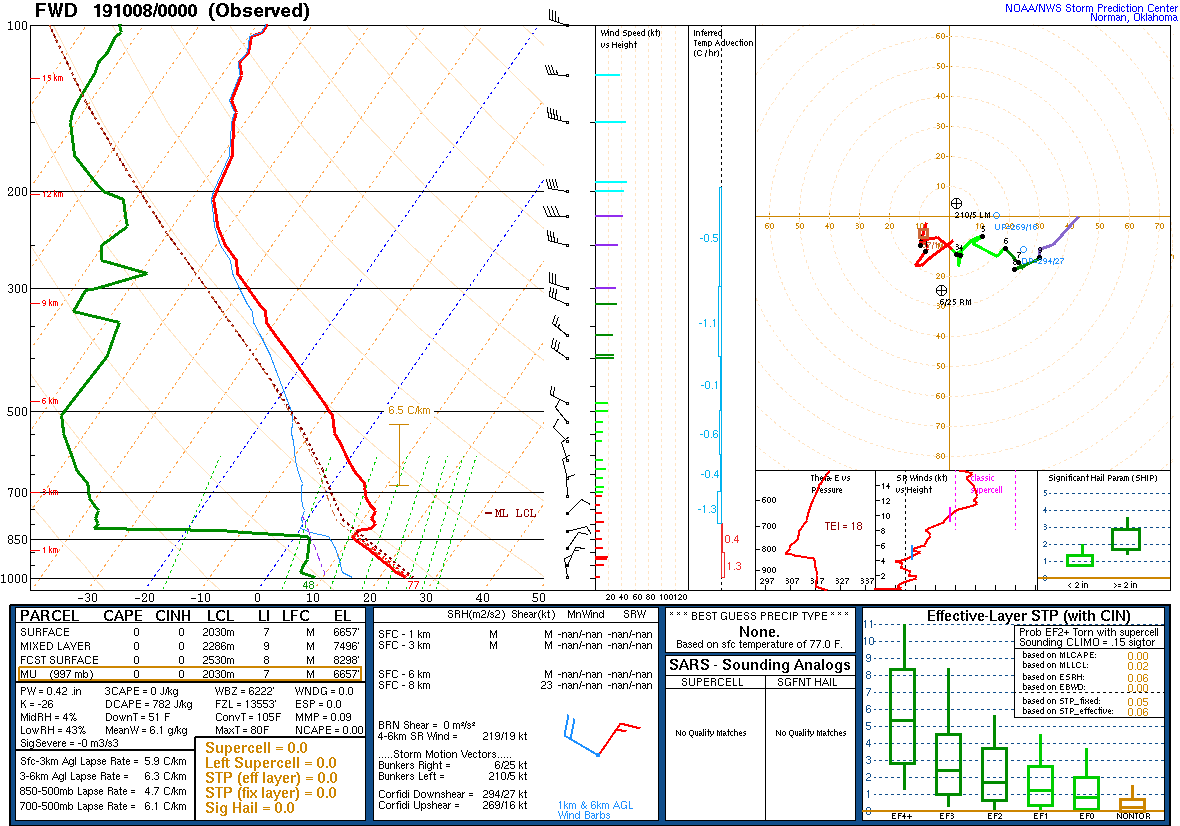 FWD 191008/0000 (Observed)
NOAA/NWS Storm Prediction Center
Norman, Oklahoma
100
200
300
400
500
700
850
1000
15 km
12 km
9 km
6 km
3 km
1 km
6.5 C/km
ML LCL
48
77
-30 -20 -10 0 10 20 30 40 50
Wind Speed (kt)
vs Height
20 40 60 80 100120
Inferred
Temp Advection
(C /hr)
-0.5
-1.1
-0.1
-0.6
-0.4
-1.3
0.4
1.3
60
50
40
30
20
10
60 50 40 30 20 10 10 20 30 40 50 60 70
20
30
40
50
60
70
80
210/5 LM
UP=269/16
DP=294/27
6/25 RM
3
5
6
7
8
9
Theta-E vs
Pressure
TEI = 18
600
700
800
900
297 307 317 327 337
SR Winds (kt)
vs Height
classic
supercell
14
12
10
8
6
4
2
Significant Hail Param (SHIP)
5
4
3
2
1
0
< 2 in >= 2 in
PARCEL CAPE CINH LCL LI LFC EL
SURFACE 0 0 2030m 7 M 6657'
MIXED LAYER 0 0 2286m 9 M 7496'
FCST SURFACE 0 0 2530m 8 M 8298'
MU (997 mb) 0 0 2030m 7 M 6657'
PW = 0.42 .in 3CAPE = 0 J/kg WBZ = 6222' WNDG = 0.0
K = -26 DCAPE = 782 J/kg FZL = 13553' ESP = 0.0
MidRH = 4% DownT = 51 F ConvT = 105F MMP = 0.09
LowRH = 43% MeanW = 6.1 g/kg MaxT = 80F NCAPE = 0.00
SigSevere = -0 m3/s3
Sfc-3km Agl Lapse Rate = 5.9 C/km
3-6km Agl Lapse Rate = 6.3 C/km
850-500mb Lapse Rate = 4.7 C/km
700-500mb Lapse Rate = 6.1 C/km
Supercell = 0.0
Left Supercell = 0.0
STP (eff layer) = 0.0
STP (fix layer) = 0.0
Sig Hail = 0.0
SRH(m2/s2) Shear(kt) MnWind SRW
SFC - 1 km M M -nan/-nan -nan/-nan
SFC - 3 km M M -nan/-nan -nan/-nan
SFC - 6 km M -nan/-nan -nan/-nan
SFC - 8 km 23 -nan/-nan -nan/-nan
BRN Shear = 0 m²/s²
4-6km SR Wind = 219/19 kt
.....Storm Motion Vectors.....
Bunkers Right = 6/25 kt
Bunkers Left = 210/5 kt
Corfidi Downshear = 294/27 kt
Corfidi Upshear = 269/16 kt
1km & 6km AGL
Wind Barbs
* * * BEST GUESS PRECIP TYPE * * *
None.
Based on sfc temperature of 77.0 F.
SARS - Sounding Analogs
SUPERCELL SGFNT HAIL
No Quality Matches No Quality Matches
Effective-Layer STP (with CIN)
Prob EF2+ Torn with supercell
Sounding CLIMO = .15 sigtor
based on MLCAPE: 0.00
based on MLLCL: 0.02
based on ESRH: 0.06
based on EBWD: 0.00
based on STP_fixed: 0.05
based on STP_effective: 0.06
11
10
9
8
7
6
5
4
3
2
1
0
EF4+ EF3 EF2 EF1 EF0 NONTOR